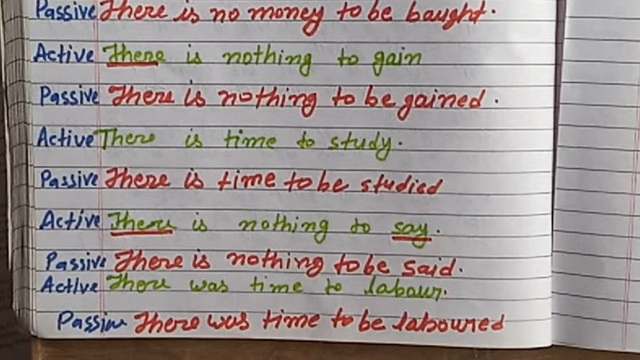 Passive There is no money to be baught.
Active There is nothing to gain
Passive There is nothing to be gained.
Active There is time to study.
Passive There is time to be studied
Active There is nothing to say.
Passive There is nothing to be said.
Active There was time to labour.
Passive There was time to be laboured